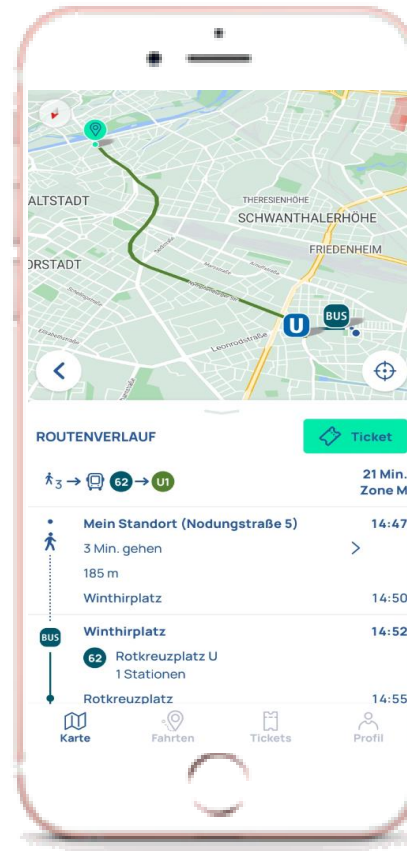 ALTSTADT
THERESIENHÖHE
SCHWANTHALERHÖHE
FRIEDENHEIM
ORSTADT
BUS
U
Leonrodstraße
ROUTENVERLAUF
Ticket
3 → 62 → U1
21 Min.
Zone M
Mein Standort (Nodungstraße 5) 14:47
3 Min. gehen
185 m
Winthirplatz 14:50
BUS Winthirplatz 14:52
62 Rotkreuzplatz U
1 Stationen
Rotkreuzplatz 14:55
Karte Fahrten Tickets Profil